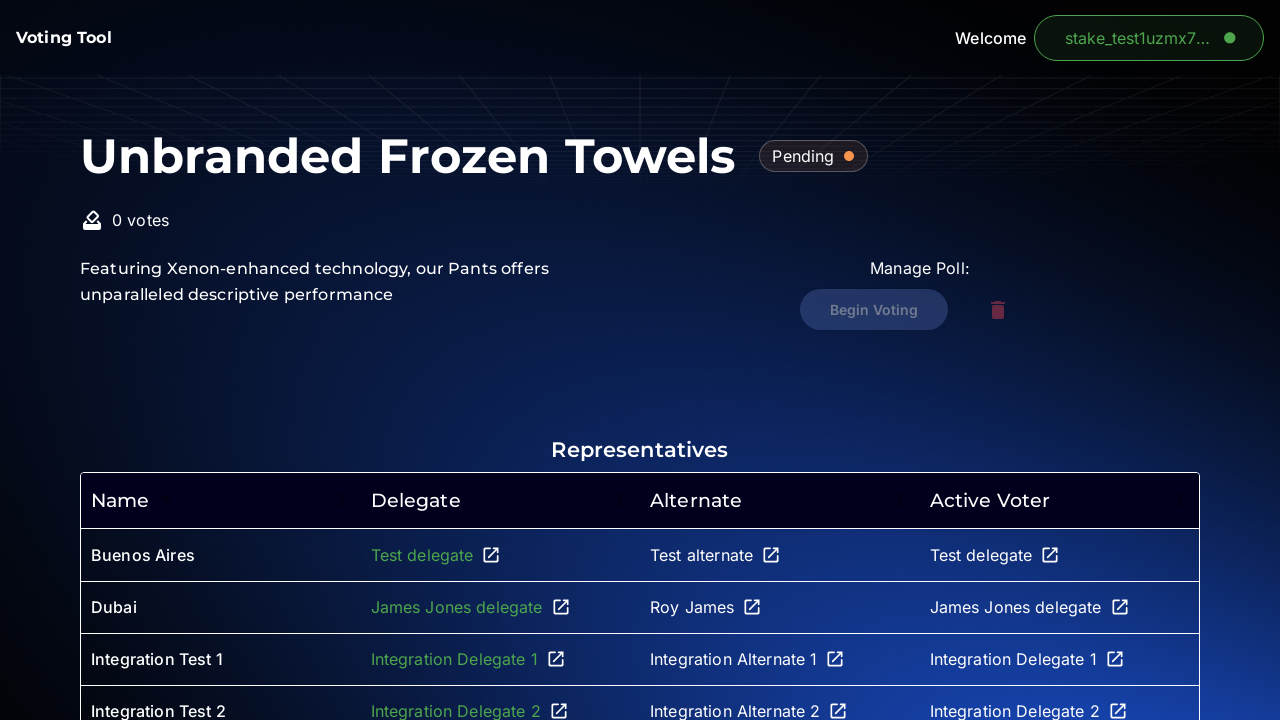 Voting Tool
Welcome
stake_test1uzmx7...
Unbranded Frozen Towels
Pending
0 votes
Featuring Xenon-enhanced technology, our Pants offers
unparalleled descriptive performance
Manage Poll:
Begin Voting
Representatives
Name Delegate Alternate Active Voter
Buenos Aires Test delegate Test alternate Test delegate
Dubai James Jones delegate Roy James James Jones delegate
Integration Test 1 Integration Delegate 1 Integration Alternate 1 Integration Delegate 1
Integration Test 2 Integration Delegate 2 Integration Alternate 2 Integration Delegate 2